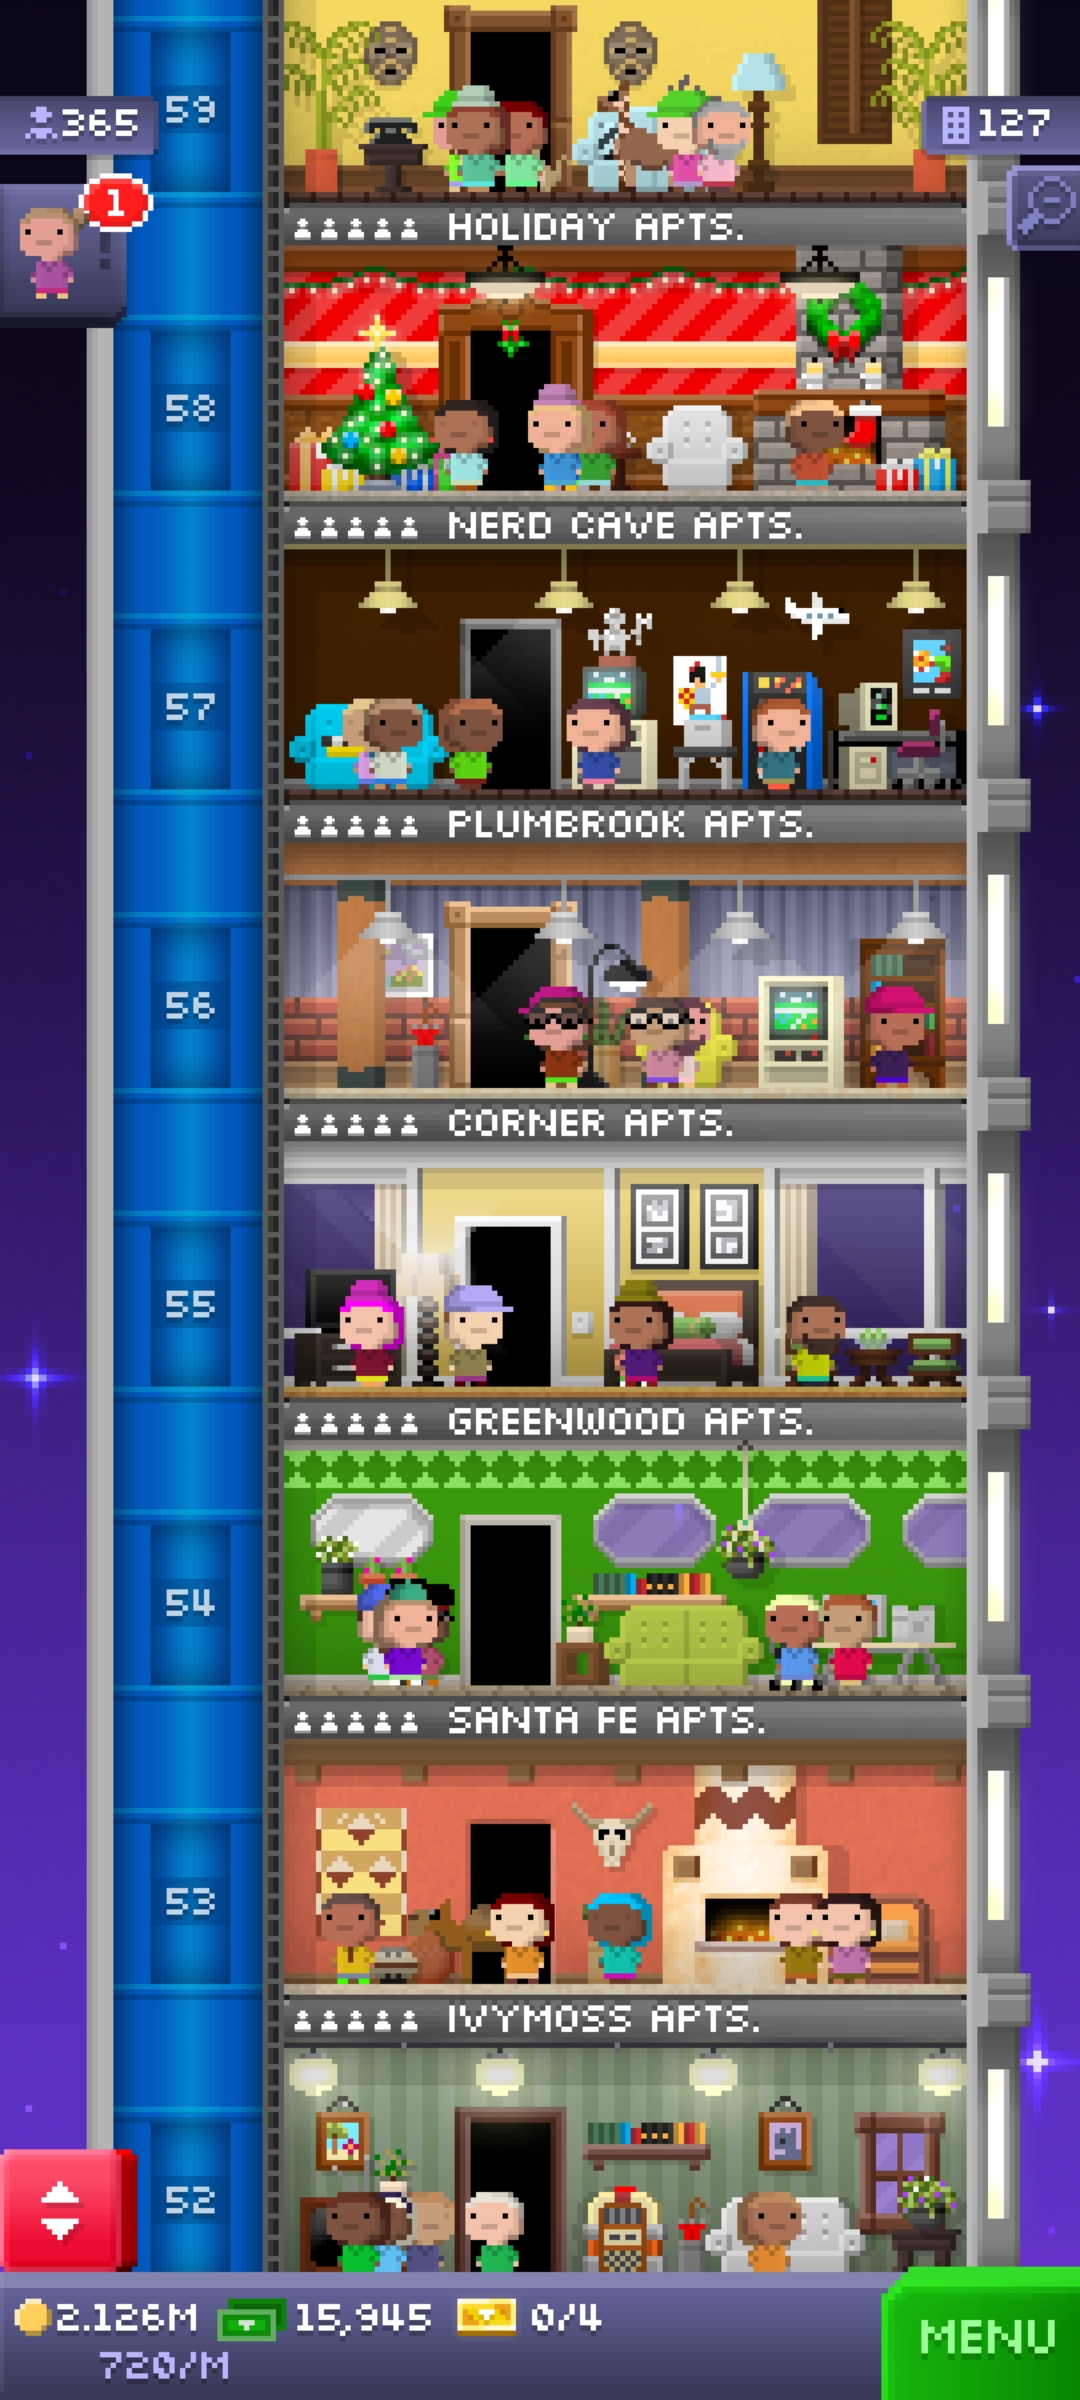 59
365
127
1
HOLIDAY APTS.
58
NERD CAVE APTS.
57
PLUMBROOK APTS.
56
CORNER APTS.
55
GREENWOOD APTS.
54
SANTA FE APTS.
53
IVYMOSS APTS.
52
2.126M 15,945 0/4
720/M
MENU